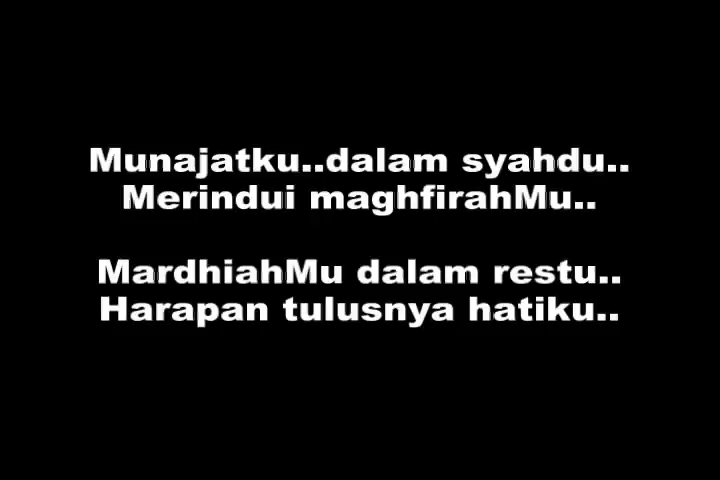 Munajatku..dalam syahdu..
Merindui maghfirahMu..
MardhiahMu dalam restu..
Harapan tulusnya hatiku..